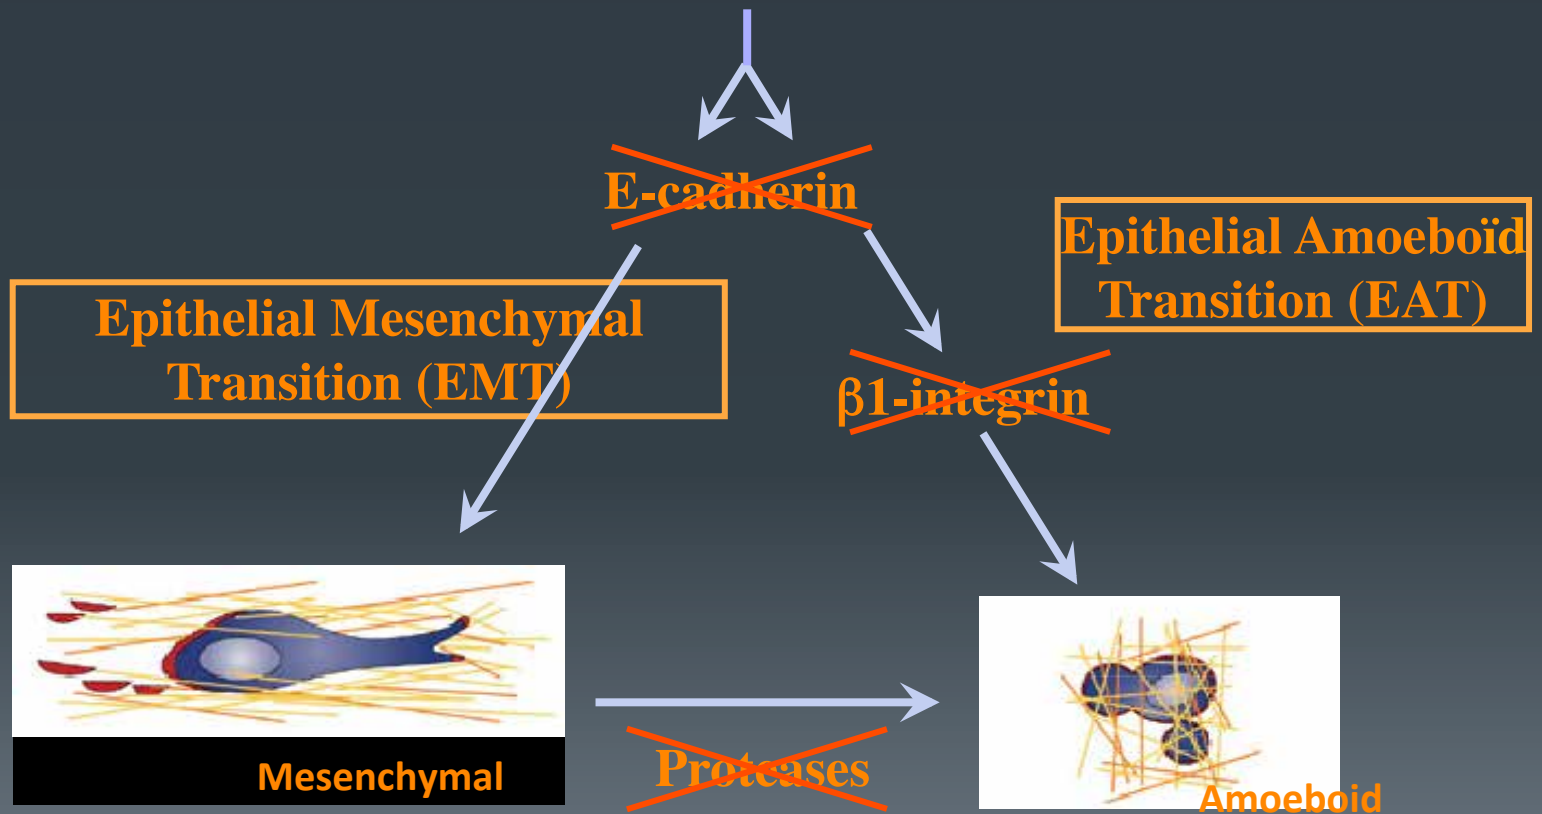 E-cadherin
Epithelial Amoeboïd
Transition (EAT)
Epithelial Mesenchymal
Transition (EMT)
β1-integrin
Mesenchymal
Proteases
Amoeboid